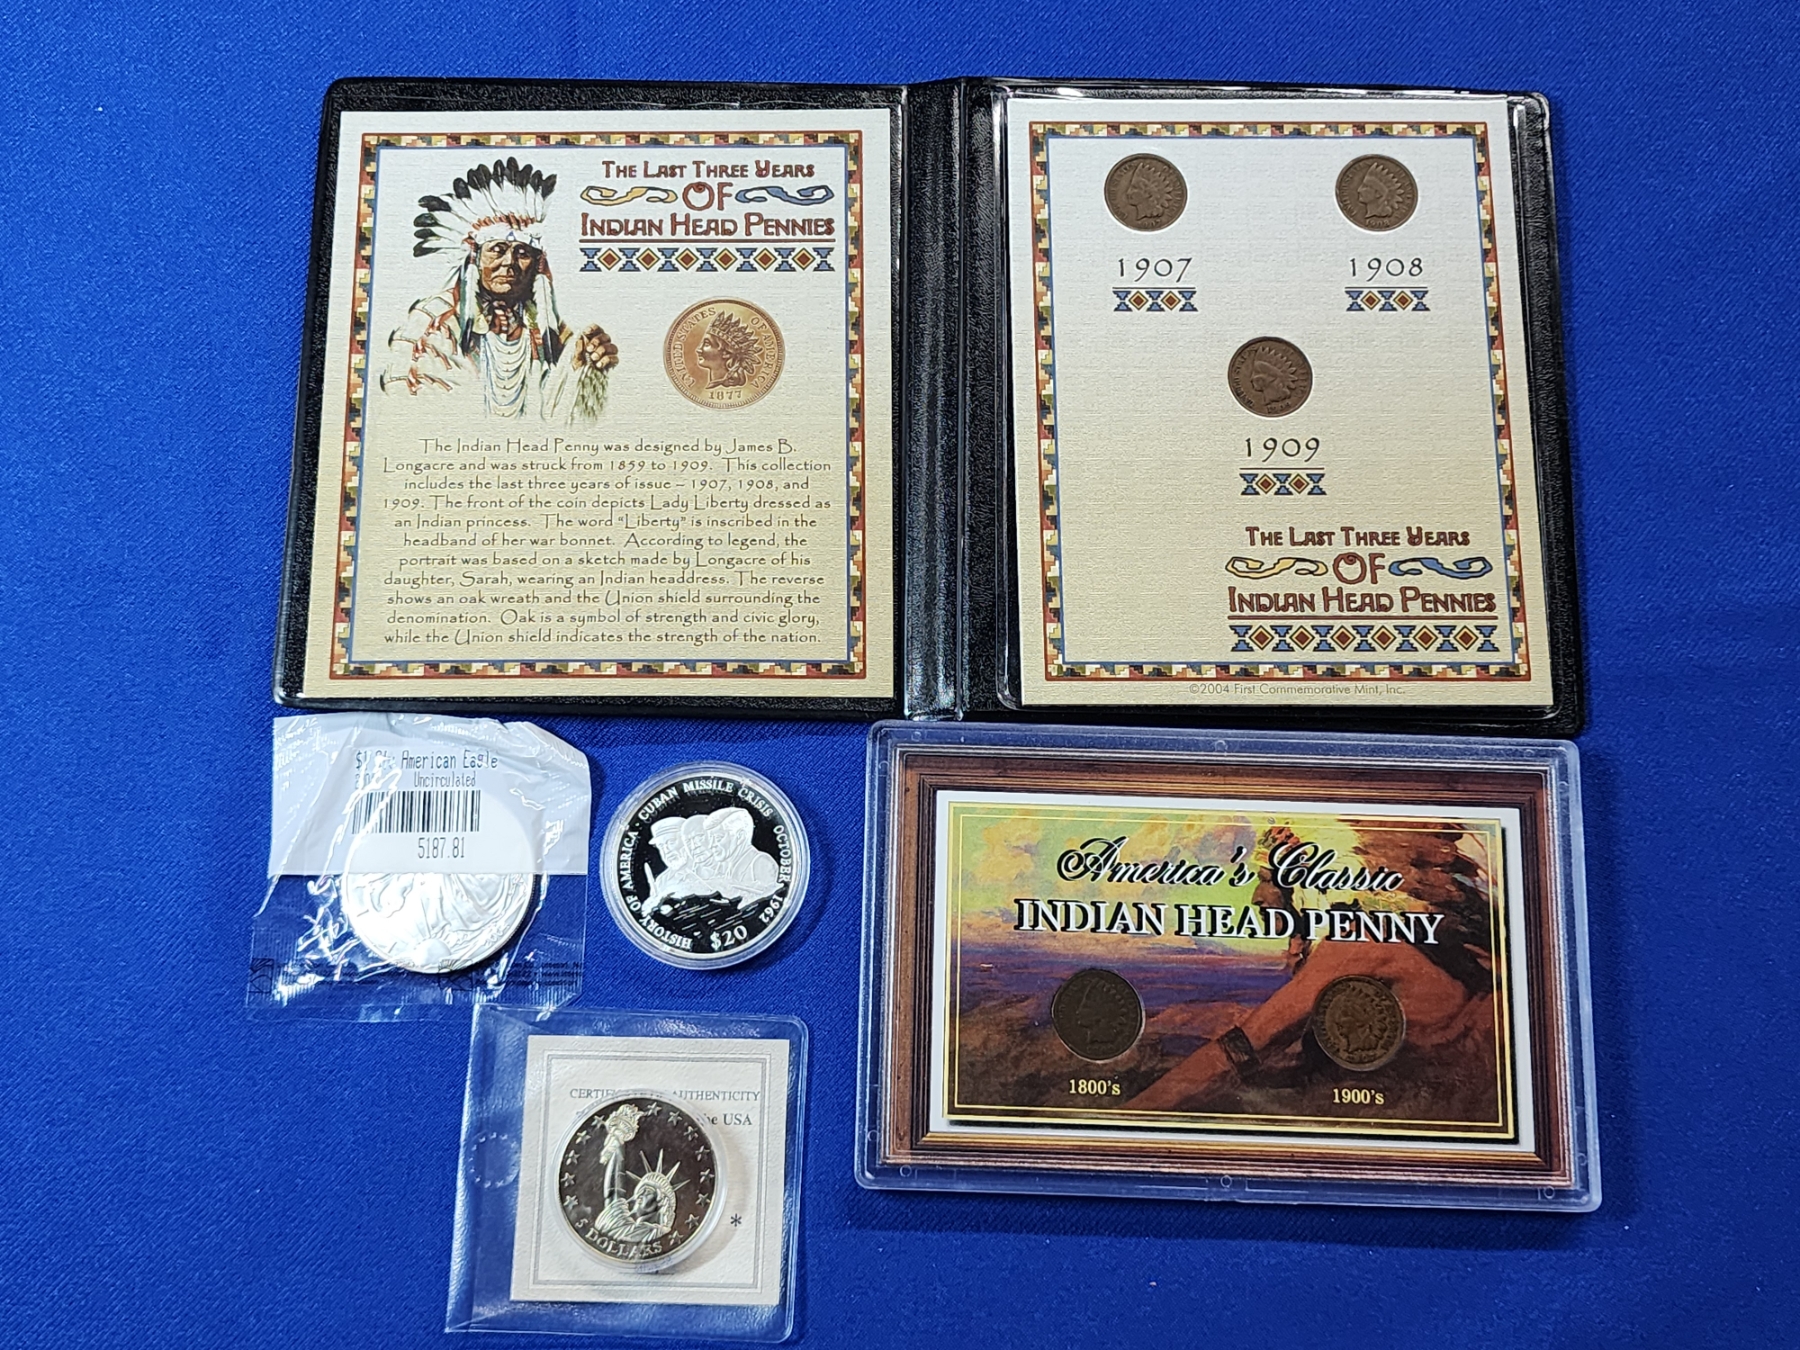 THE LAST THREE YEARS
OF
INDIAN HEAD PENNIES
UNITED STATES OF AMERICA
1877
The Indian Head Penny was designed by James B.
Longacre and was struck from 1859 to 1909. This collection
includes the last three years of issue – 1907, 1908, and
1909. The front of the coin depicts Lady Liberty dressed as
an Indian princess. The word "Liberty" is inscribed in the
headband of her war bonnet. According to legend, the
portrait was based on a sketch made by Longacre of his
daughter, Sarah, wearing an Indian headdress. The reverse
shows an oak wreath and the Union shield surrounding the
denomination. Oak is a symbol of strength and civic glory,
while the Union shield indicates the strength of the nation.
1907
1908
1909
THE LAST THREE YEARS
OF
INDIAN HEAD PENNIES
©2004 First Commemorative Mint, Inc.
$1 American Eagle
Uncirculated
5187.81
HISTORY OF AMERICA · CUBAN MISSILE CRISIS OCTOBER 1962
$20
America's Classic
INDIAN HEAD PENNY
1800's
1900's
AUTHENTICITY
the USA
5 DOLLARS
*